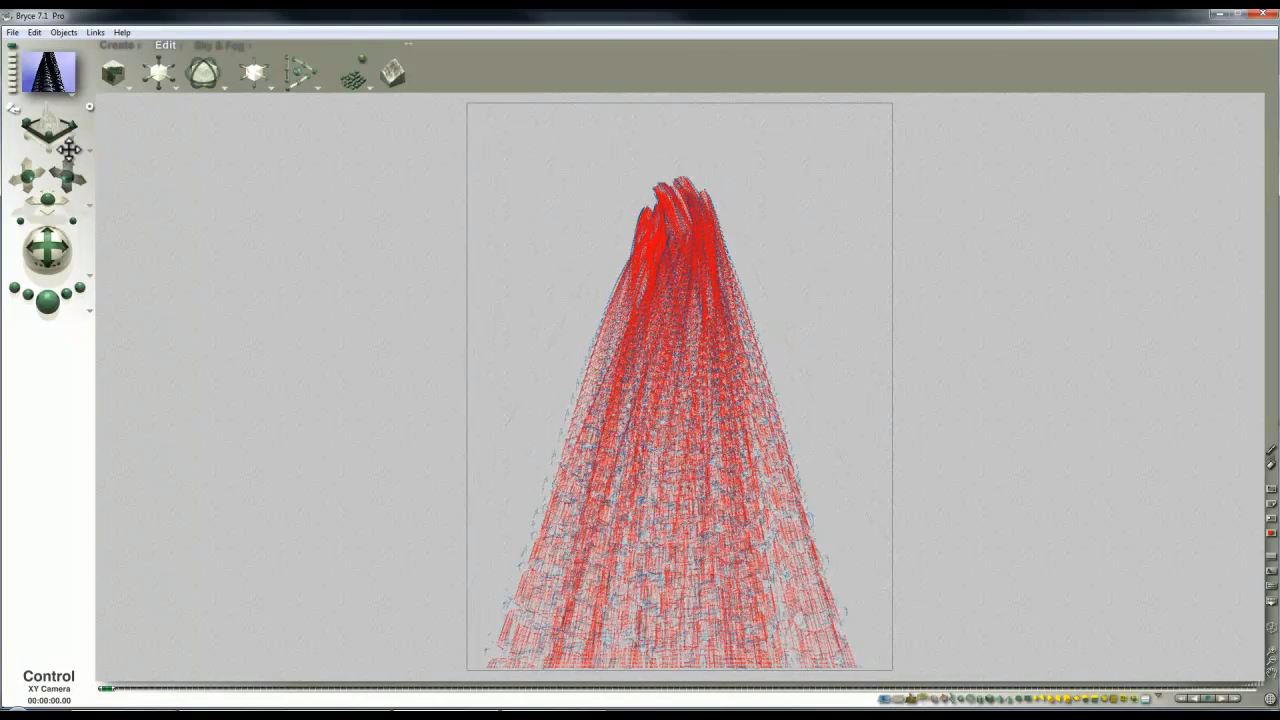 Bryce 7.1 Pro
File Edit Objects Links Help
Create Edit Sky & Fog
Control
XY Camera
00:00:00.00